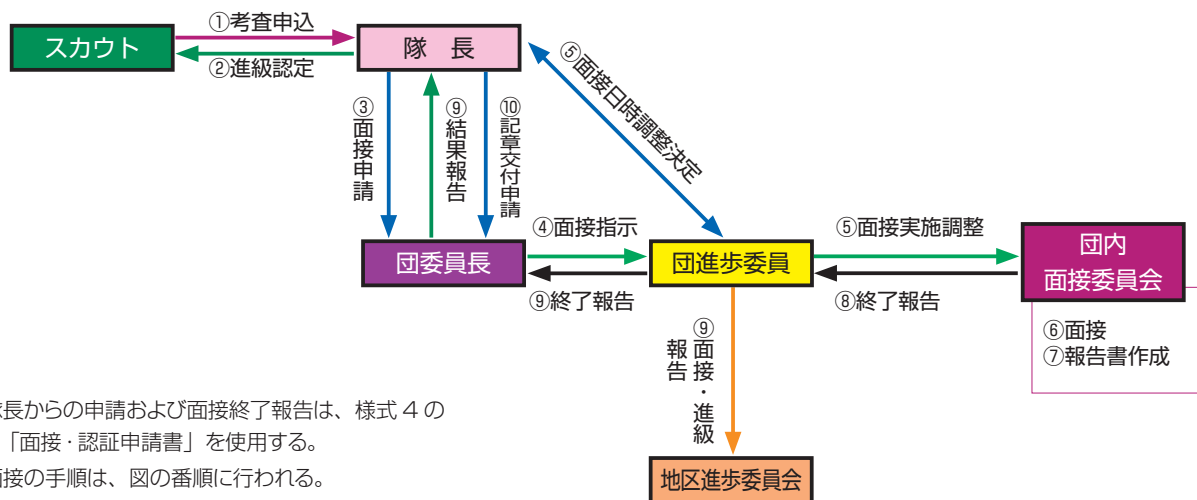 ①考査申込
スカウト
隊　長
②進級認定
③面接申請
⑨結果報告
⑩記章交付申請
⑤面接日時調整決定
④面接指示
⑤面接実施調整
団委員長
団進歩委員
団内
面接委員会
⑨終了報告
⑧終了報告
⑥面接
⑦報告書作成
⑨面接・進級
報告
地区進歩委員会
長からの申請および面接終了報告は、様式 4 の
「面接・認証申請書」を使用する。
接の手順は、図の番順に行われる。